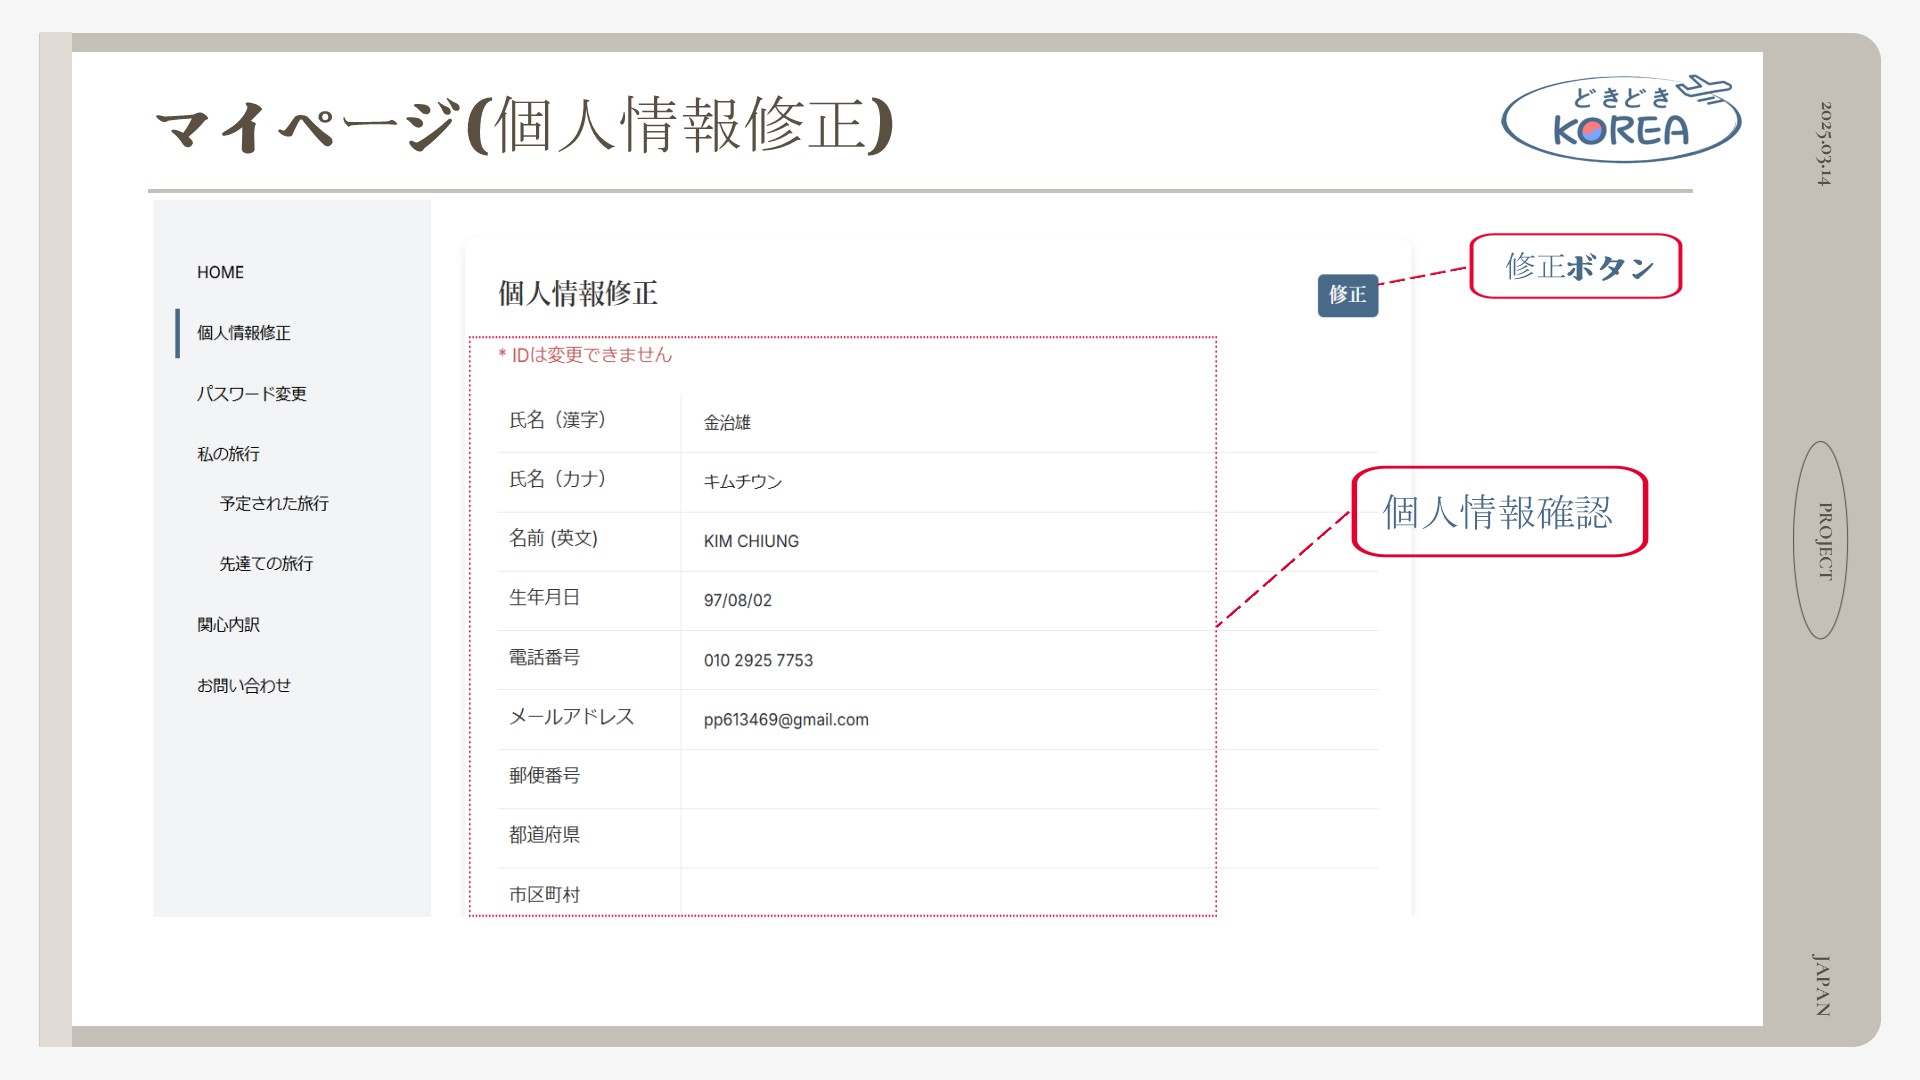 マイページ(個人情報修正)
どきどき
KOREA
2025.03.14
HOME
個人情報修正
パスワード変更
私の旅行
予定された旅行
先達ての旅行
関心内訳
お問い合わせ
個人情報修正
修正
修正ボタン
* IDは変更できません
氏名（漢字） 金治雄
氏名（カナ） キムチウン
名前 (英文) KIM CHIUNG
生年月日 97/08/02
電話番号 010 2925 7753
メールアドレス pp613469@gmail.com
郵便番号
都道府県
市区町村
個人情報確認
PROJECT
JAPAN